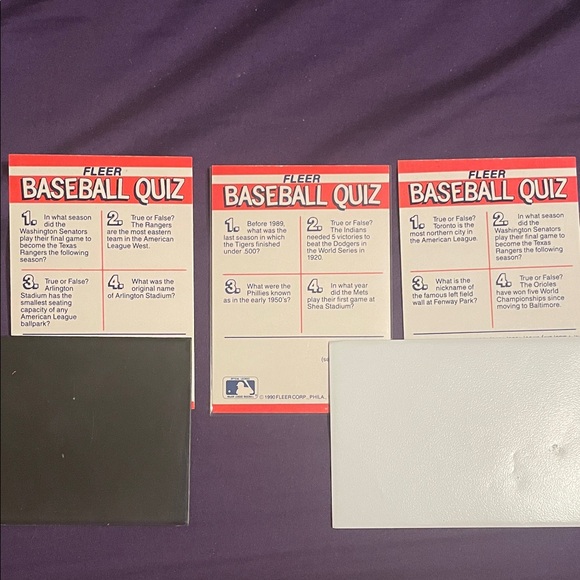 FLEER
BASEBALL QUIZ
1. In what season
did the
Washington Senators
play their final game to
become the Texas
Rangers the following
season?
2. True or False?
The Rangers
are the most eastern
team in the American
League West.
3. True or False?
Arlington
Stadium has the
smallest seating
capacity of any
American League
ballpark?
4. What was the
original name
of Arlington Stadium?
FLEER
BASEBALL QUIZ
1. Before 1989,
what was the
last season in which
the Tigers finished
under .500?
2. True or False?
The Indians
needed 5 victories to
beat the Dodgers in
the World Series in
1920.
3. What were the
Phillies known
as in the early 1950's?
4. In what year
did the Mets
play their first game at
Shea Stadium?
© 1990 FLEER CORP., PHILA.,
FLEER
BASEBALL QUIZ
1. True or False?
Toronto is the
most northern city in
the American League.
2. In what season
did the
Washington Senators
play their final game to
become the Texas
Rangers the following
season?
3. What is the
nickname of
the famous left field
wall at Fenway Park?
4. True or False?
The Orioles
have won five World
Championships since
moving to Baltimore.